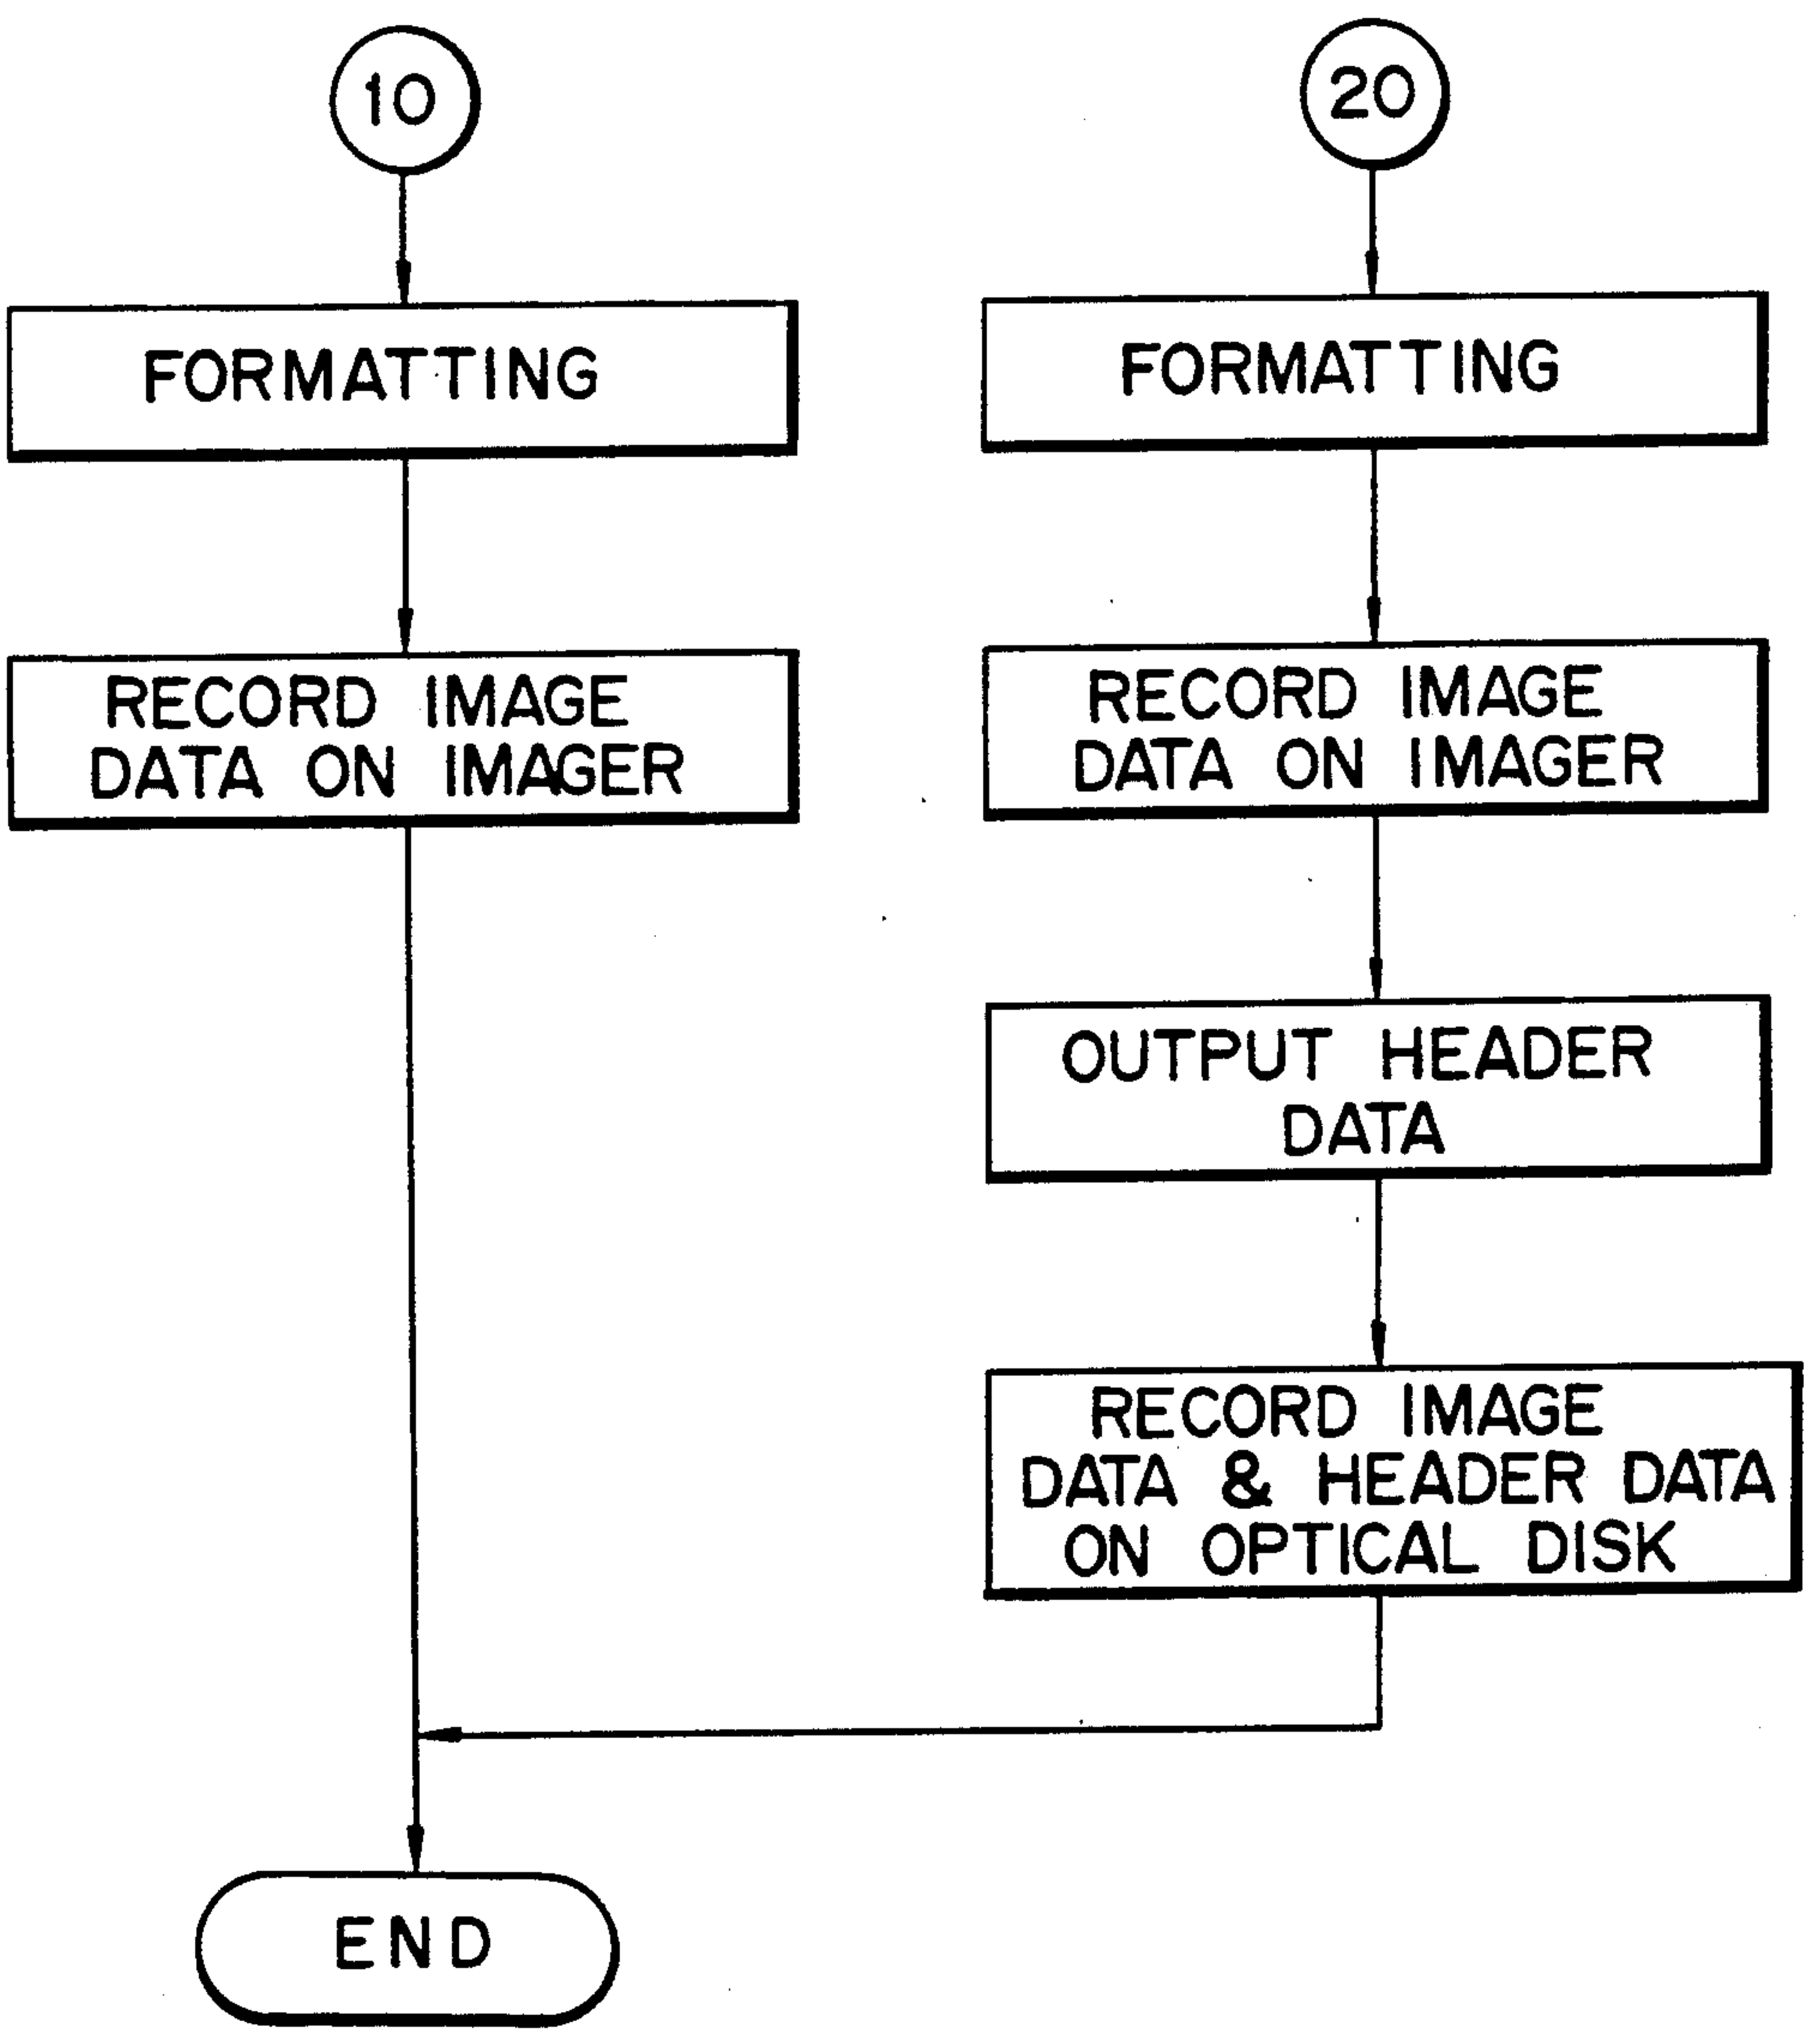 10
FORMATTING
RECORD IMAGE
DATA ON IMAGER
20
FORMATTING
RECORD IMAGE
DATA ON IMAGER
OUTPUT HEADER
DATA
RECORD IMAGE
DATA & HEADER DATA
ON OPTICAL DISK
END